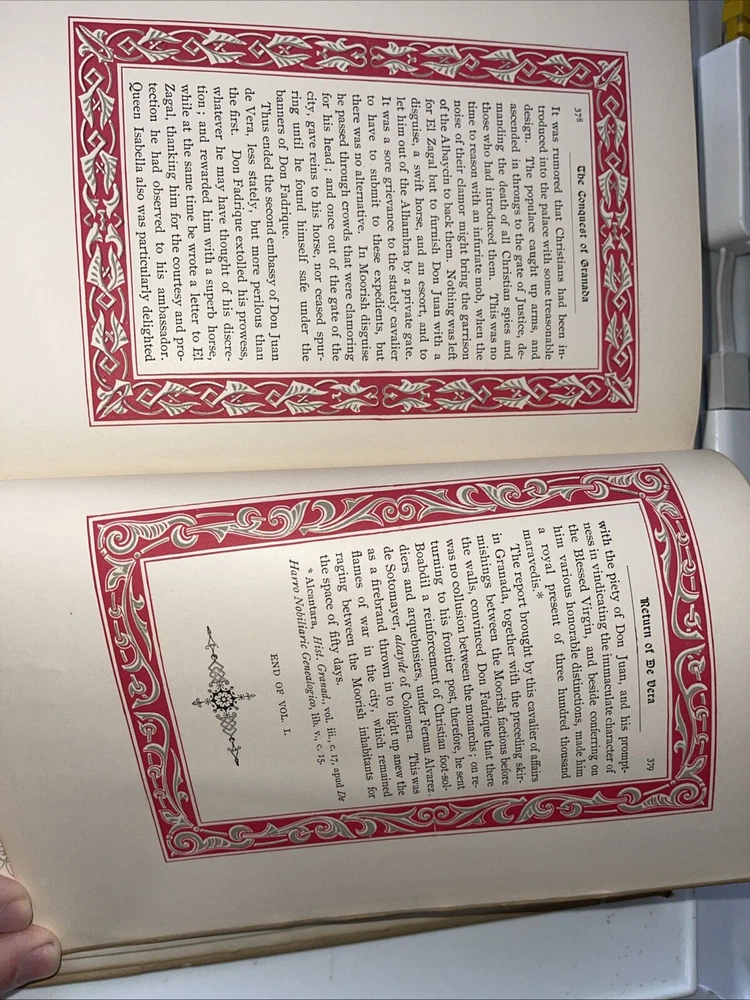 378
The Conquest of Granada
It was rumored that Christians had been in-
troduced into the palace with some treasonable
design. The populace caught up arms, and
ascended in throngs to the gate of Justice, de-
manding the death of all Christian spies and
those who had introduced them. This was no
time to reason with an infuriate mob, when the
noise of their clamor might bring the garrison
of the Albaycin to back them. Nothing was left
for El Zagal but to furnish Don Juan with a
disguise, a swift horse, and an escort, and to
let him out of the Alhambra by a private gate.
It was a sore grievance to the stately cavalier
to have to submit to these expedients, but
there was no alternative. In Moorish disguise
he passed through crowds that were clamoring
for his head; and once out of the gate of the
city, gave reins to his horse, nor ceased spur-
ring until he found himself safe under the
banners of Don Fadrique.
Thus ended the second embassy of Don Juan
de Vera, less stately, but more perilous than
the first. Don Fadrique extolled his prowess,
whatever he may have thought of his discre-
tion; and rewarded him with a superb horse,
while at the same time he wrote a letter to El
Zagal, thanking him for the courtesy and pro-
tection he had observed to his ambassador.
Queen Isabella also was particularly delighted
Return of De Vera
379
with the piety of Don Juan, and his prompt-
ness in vindicating the immaculate character of
the Blessed Virgin, and beside conferring on
him various honorable distinctions, made him
a royal present of three hundred thousand
maravedis.*
The report brought by this cavalier of affairs
in Granada, together with the preceding skir-
mishings between the Moorish factions before
the walls, convinced Don Fadrique that there
was no collusion between the monarchs; on re-
turning to his frontier post, therefore, he sent
Boabdil a reinforcement of Christian foot-sol-
diers and arquebusiers, under Fernan Alvarez
de Sotomayer, alcayde of Colomera. This was
as a firebrand thrown in to light up anew the
flames of war in the city, which remained
raging between the Moorish inhabitants for
the space of fifty days.
* Alcantara, Hist. Granad., vol. iii., c. 17, apud De
Harro Nobiliaric Genealogico, lib. v., c. 15.
END OF VOL. I.